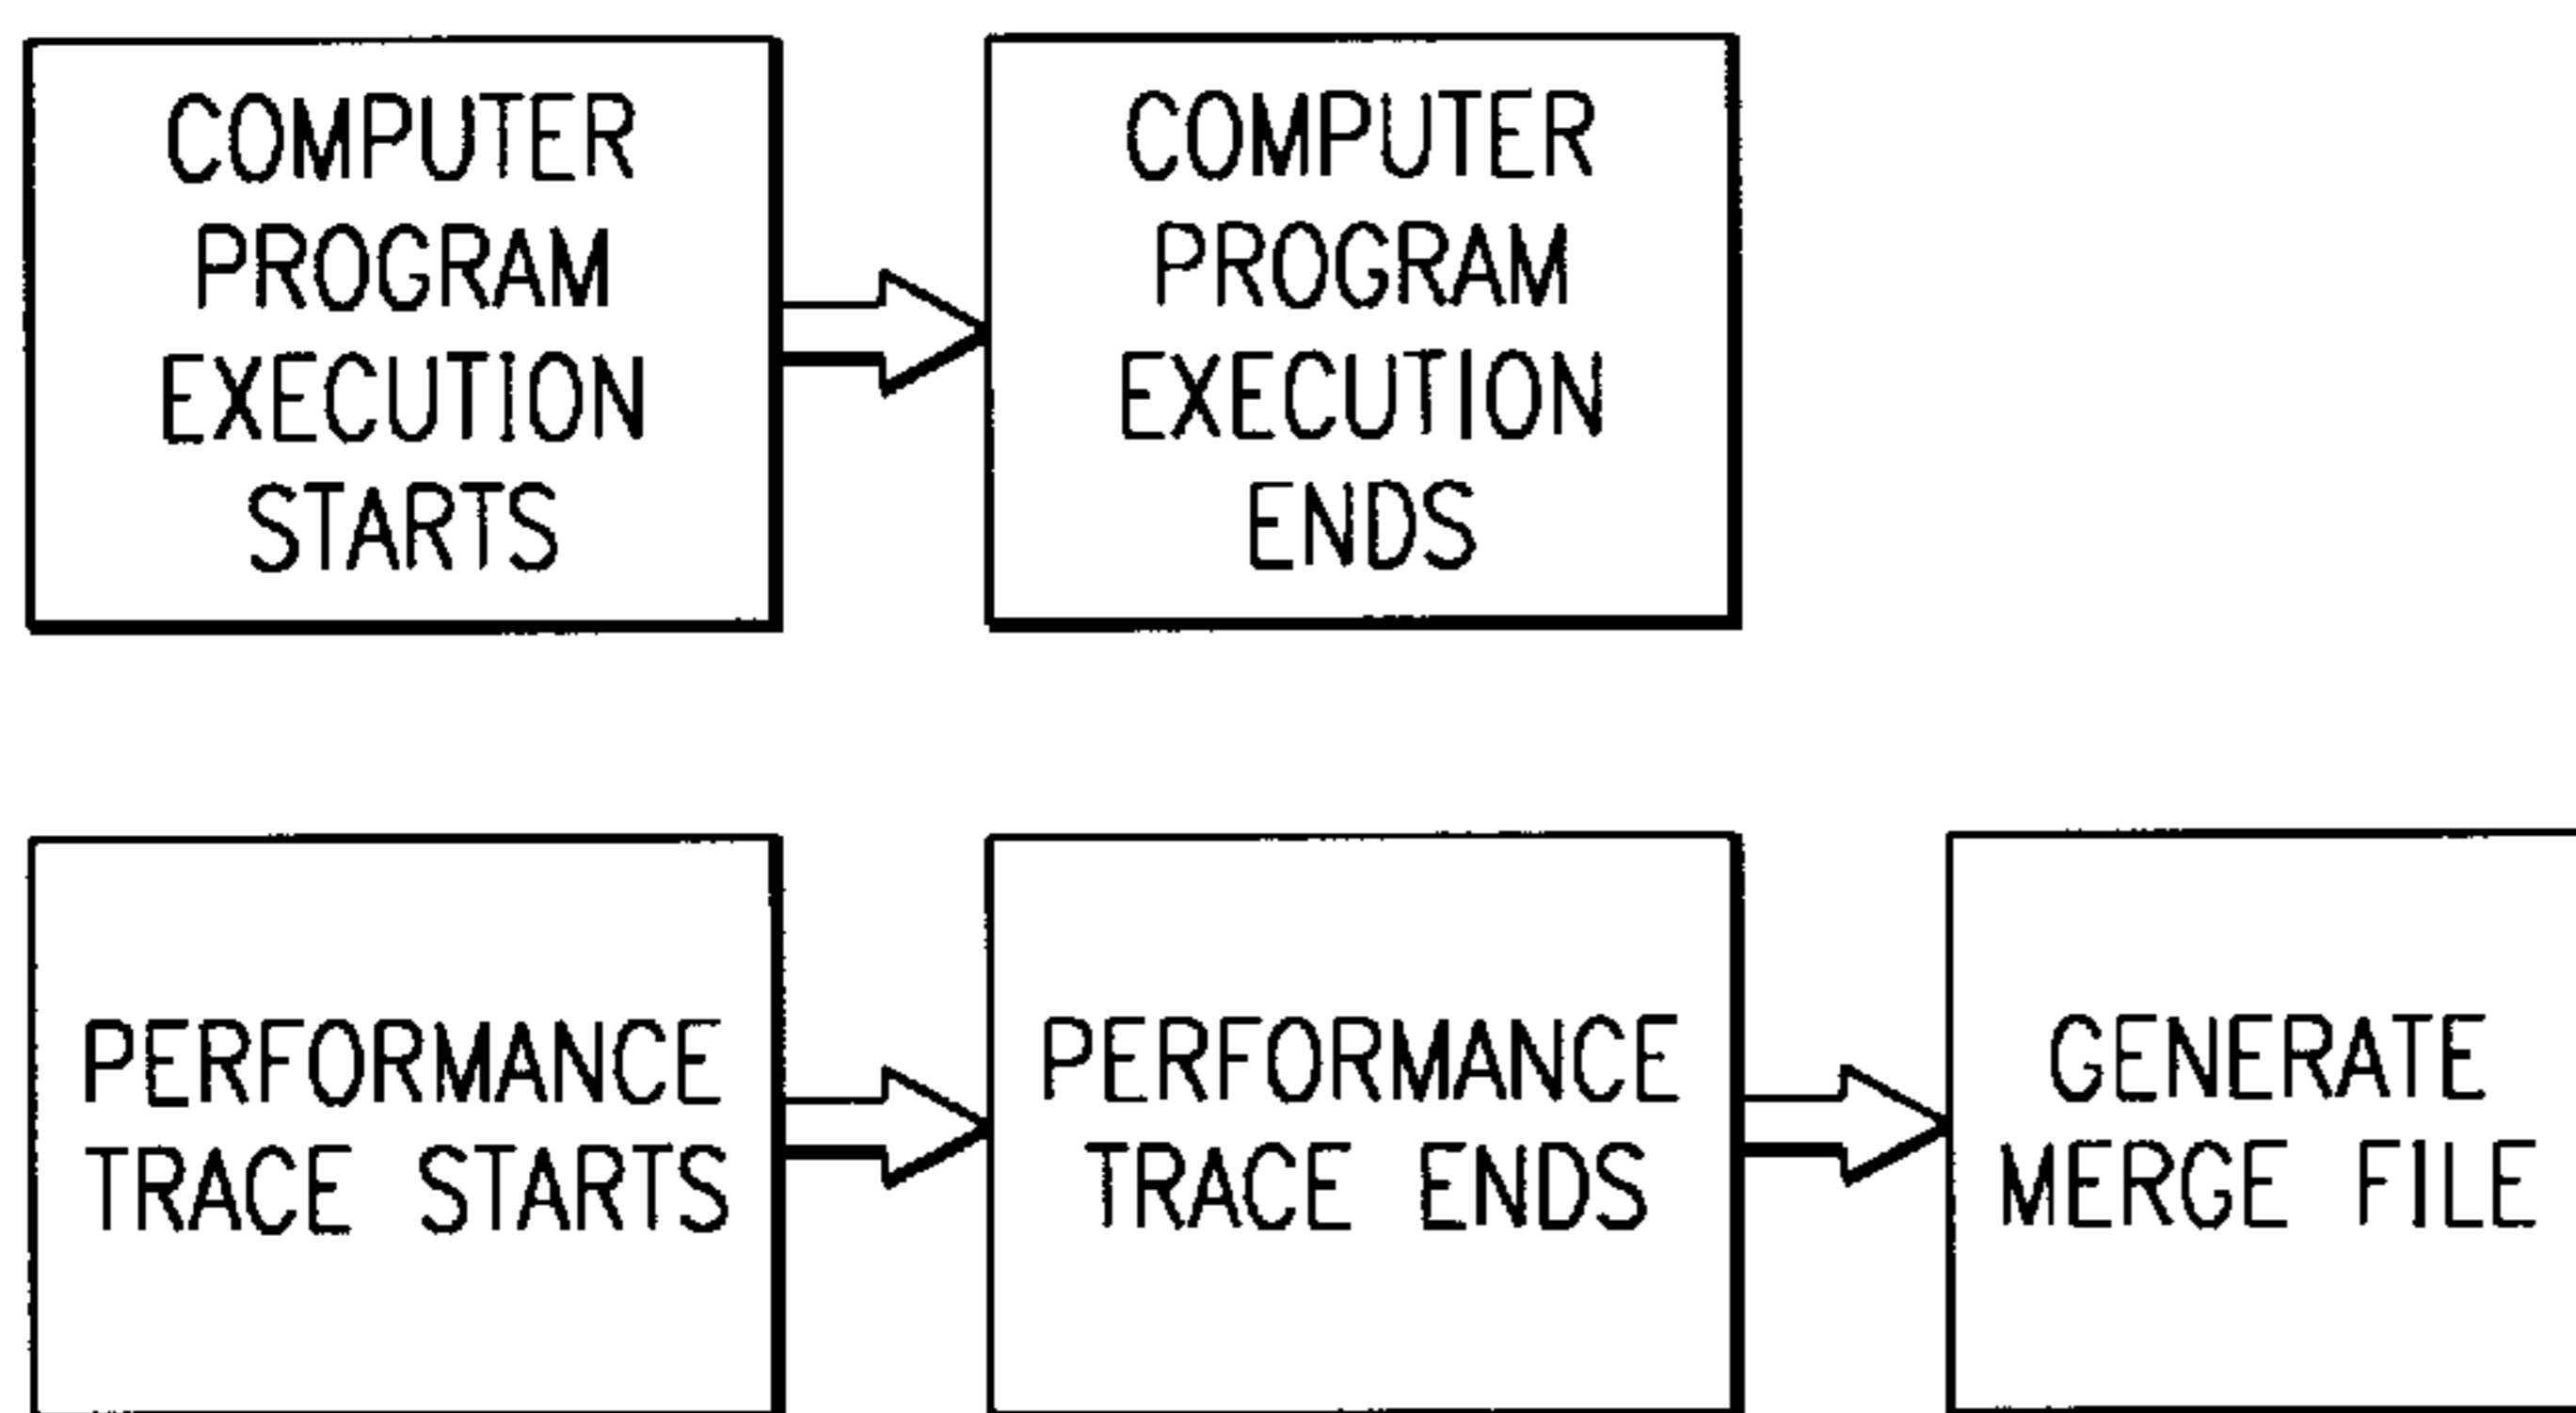 COMPUTER
PROGRAM
EXECUTION
STARTS
COMPUTER
PROGRAM
EXECUTION
ENDS
PERFORMANCE
TRACE STARTS
PERFORMANCE
TRACE ENDS
GENERATE
MERGE FILE